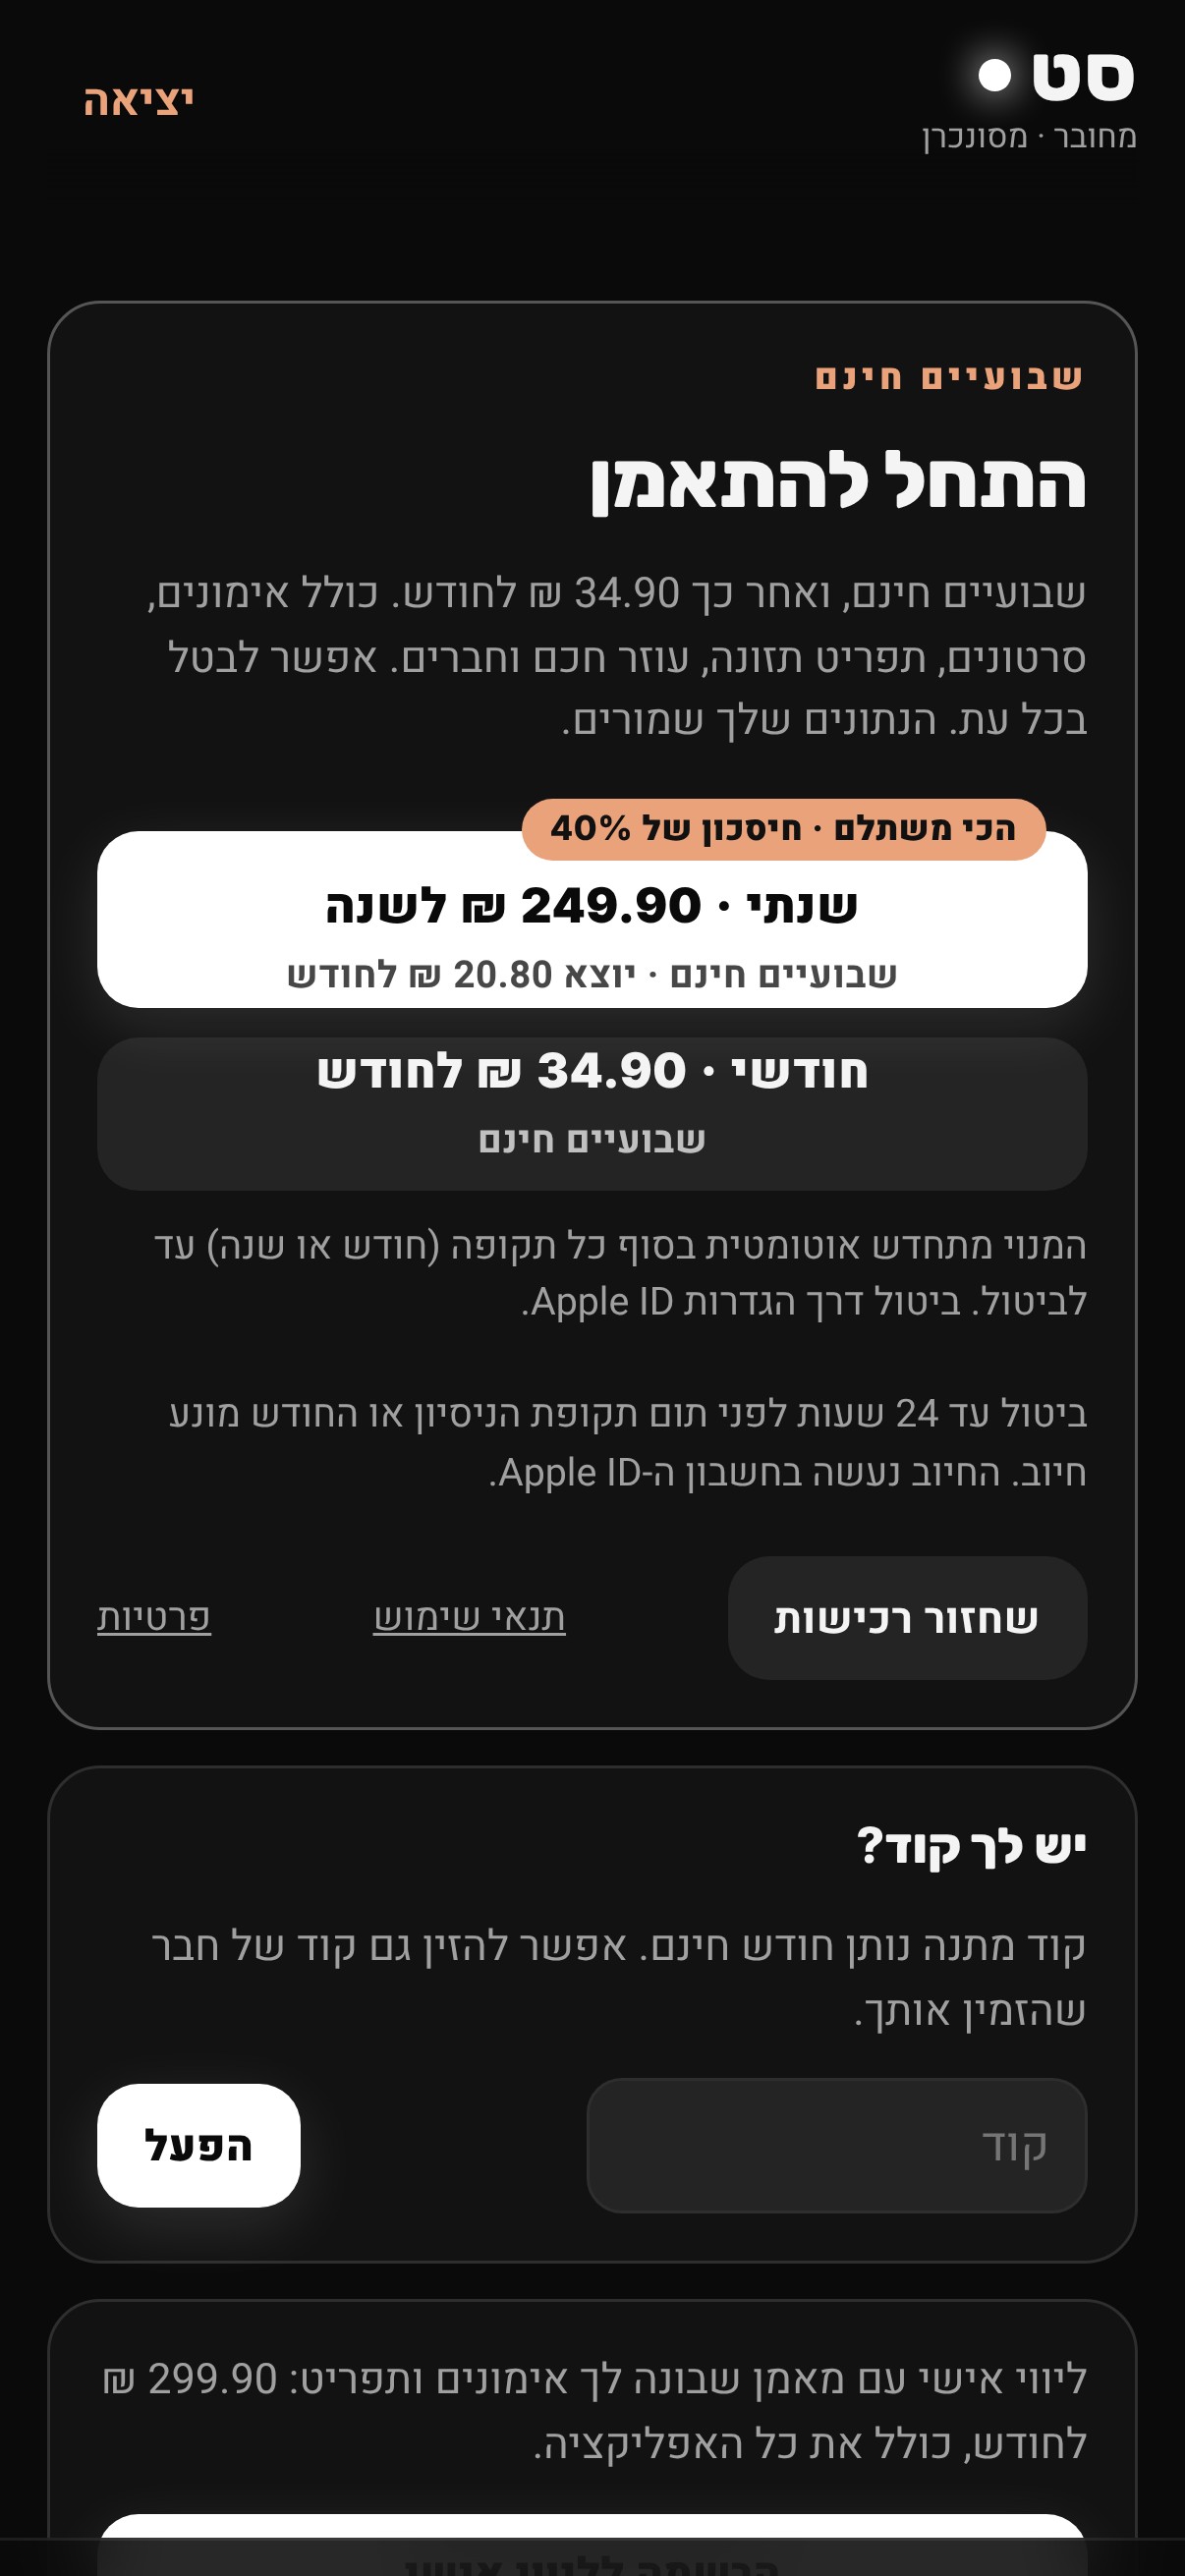 סט
יציאה
מחובר · מסונכרן
שבועיים חינם
התחל להתאמן
שבועיים חינם, ואחר כך 34.90 ₪ לחודש. כולל אימונים,
סרטונים, תפריט תזונה, עוזר חכם וחברים. אפשר לבטל
בכל עת. הנתונים שלך שמורים.
הכי משתלם · חיסכון של 40%
שנתי · 249.90 ₪ לשנה
שבועיים חינם · יוצא 20.80 ₪ לחודש
חודשי · 34.90 ₪ לחודש
שבועיים חינם
המנוי מתחדש אוטומטית בסוף כל תקופה (חודש או שנה) עד
לביטול. ביטול דרך הגדרות Apple ID.
ביטול עד 24 שעות לפני תום תקופת הניסיון או החודש מונע
חיוב. החיוב נעשה בחשבון ה-Apple ID.
שחזור רכישות
תנאי שימוש
פרטיות
יש לך קוד?
קוד מתנה נותן חודש חינם. אפשר להזין גם קוד של חבר
שהזמין אותך.
קוד
הפעל
ליווי אישי עם מאמן שבונה לך אימונים ותפריט: 299.90 ₪
לחודש, כולל את כל האפליקציה.
הרשמה לליווי אישי